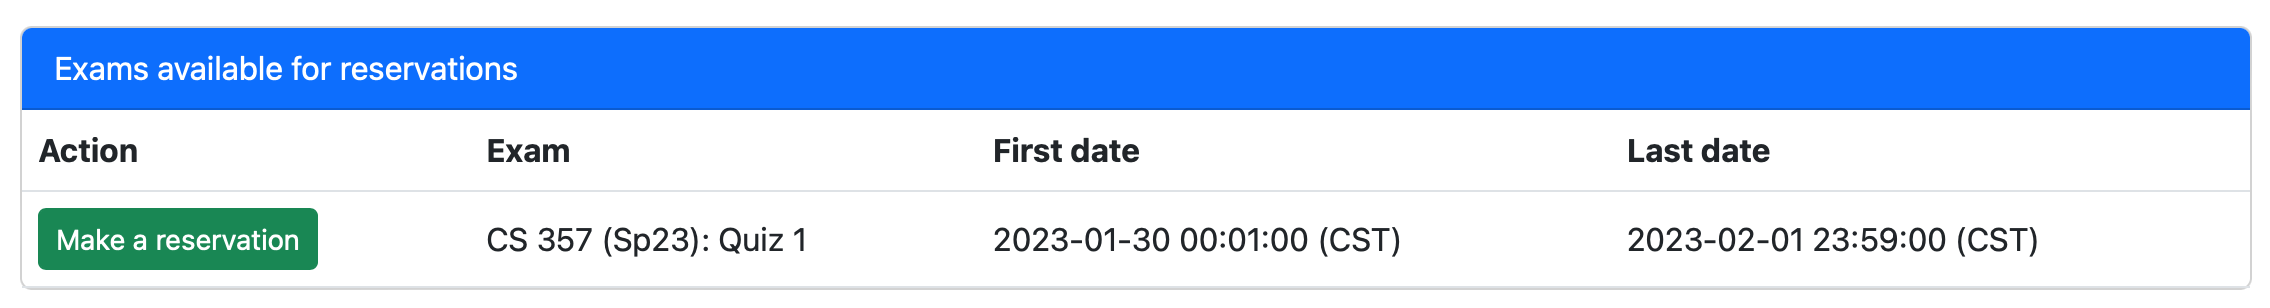 Exams available for reservations
Action Exam First date Last date
Make a reservation CS 357 (Sp23): Quiz 1 2023-01-30 00:01:00 (CST) 2023-02-01 23:59:00 (CST)